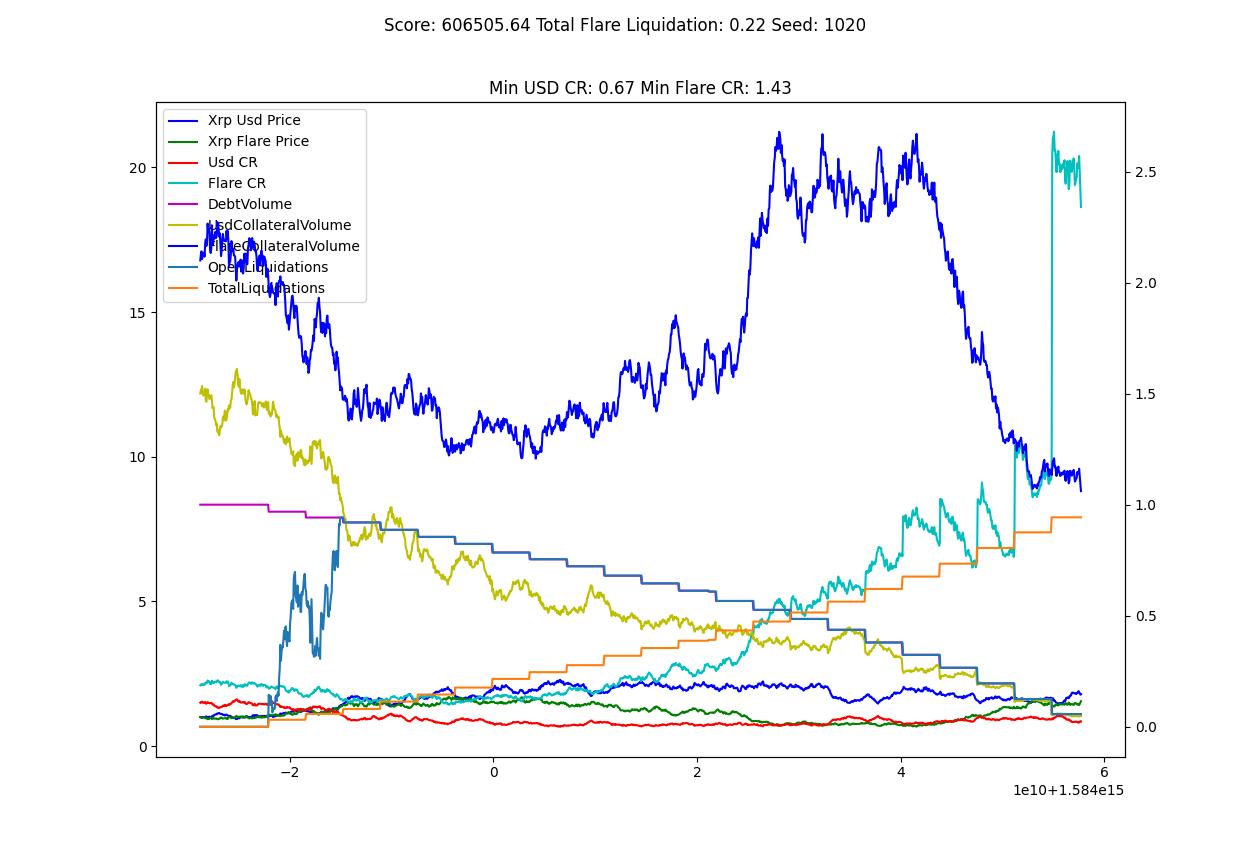 Score: 606505.64 Total Flare Liquidation: 0.22 Seed: 1020
Min USD CR: 0.67 Min Flare CR: 1.43
Xrp Usd Price
Xrp Flare Price
Usd CR
Flare CR
DebtVolume
UsdCollateralVolume
FlareCollateralVolume
OpenLiquidations
TotalLiquidations
20
15
10
5
0
2.5
2.0
1.5
1.0
0.5
0.0
−2
0
2
4
6
1e10+1.584e15